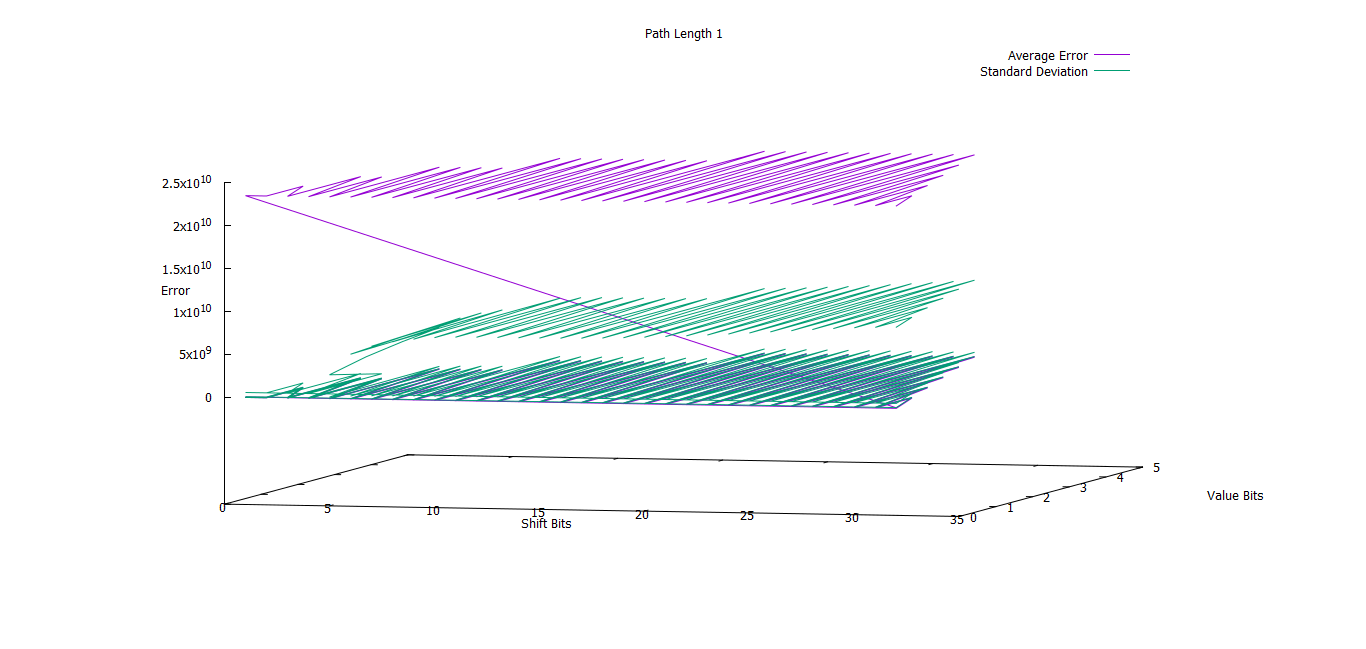 Path Length 1
Average Error
Standard Deviation
2.5x10^10
2x10^10
1.5x10^10
Error
1x10^10
5x10^9
0
0
5
10
15
20
25
30
35
Shift Bits
0
1
2
3
4
5
Value Bits